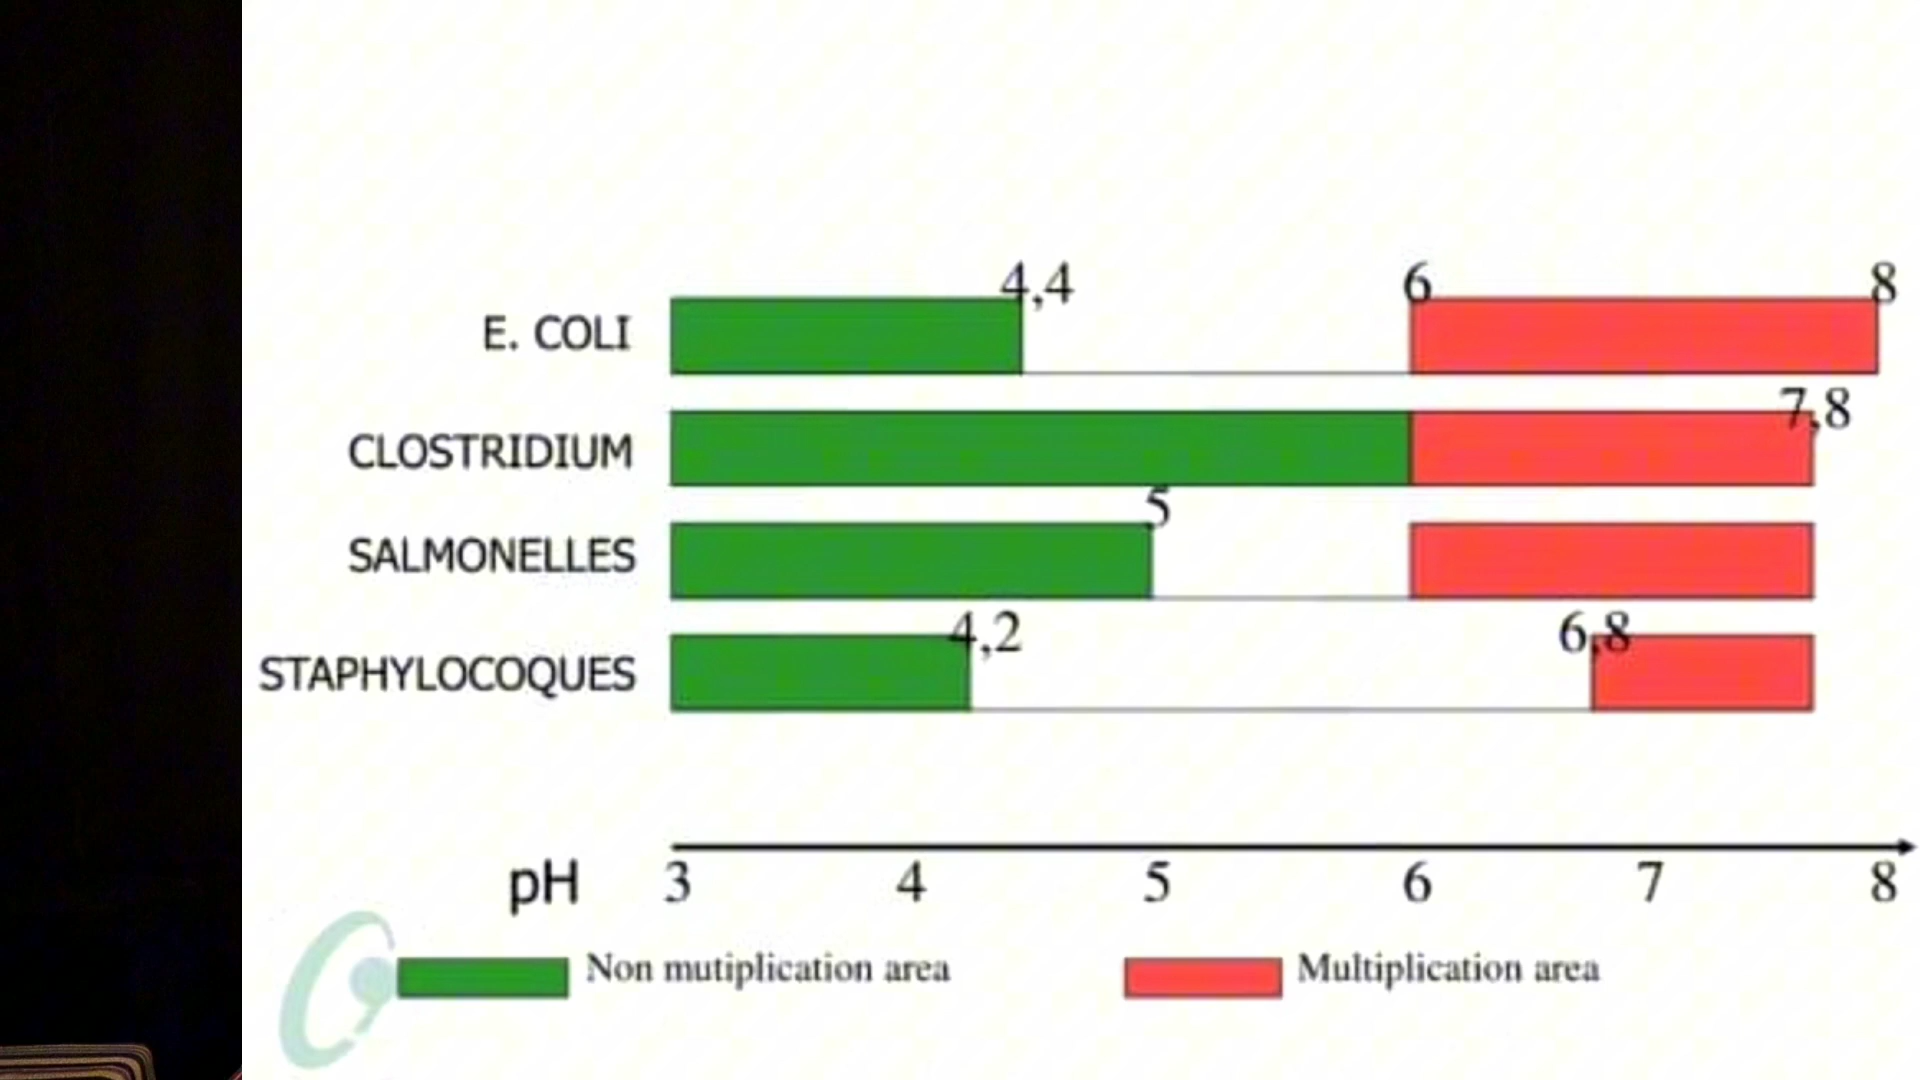 4,4 6 8
E. COLI
7,8
CLOSTRIDIUM
5
SALMONELLES
4,2 6,8
STAPHYLOCOQUES
pH 3 4 5 6 7 8
Non mutiplication area Multiplication area